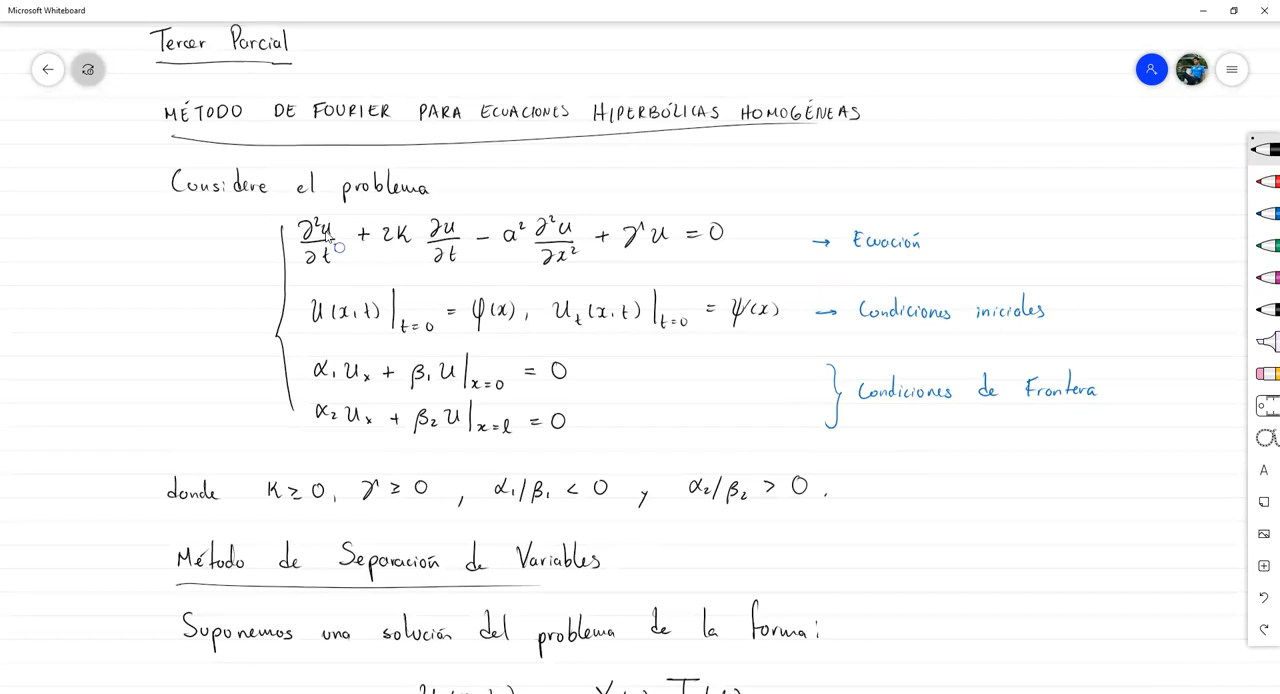 Microsoft Whiteboard
Tercer Parcial
MÉTODO DE FOURIER PARA ECUACIONES HIPERBÓLICAS HOMOGÉNEAS
Considere el problema
∂²u/∂t² + 2K ∂u/∂t − a² ∂²u/∂x² + γu = 0 → Ecuación
u(x,t)|t=0 = φ(x), ut(x,t)|t=0 = ψ(x) → Condiciones iniciales
α₁ux + β₁u|x=0 = 0
} Condiciones de Frontera
α₂ux + β₂u|x=l = 0
donde K ≥ 0, γ ≥ 0, α₁/β₁ < 0 y α₂/β₂ > 0.
Método de Separación de Variables
Suponemos una solución del problema de la forma: